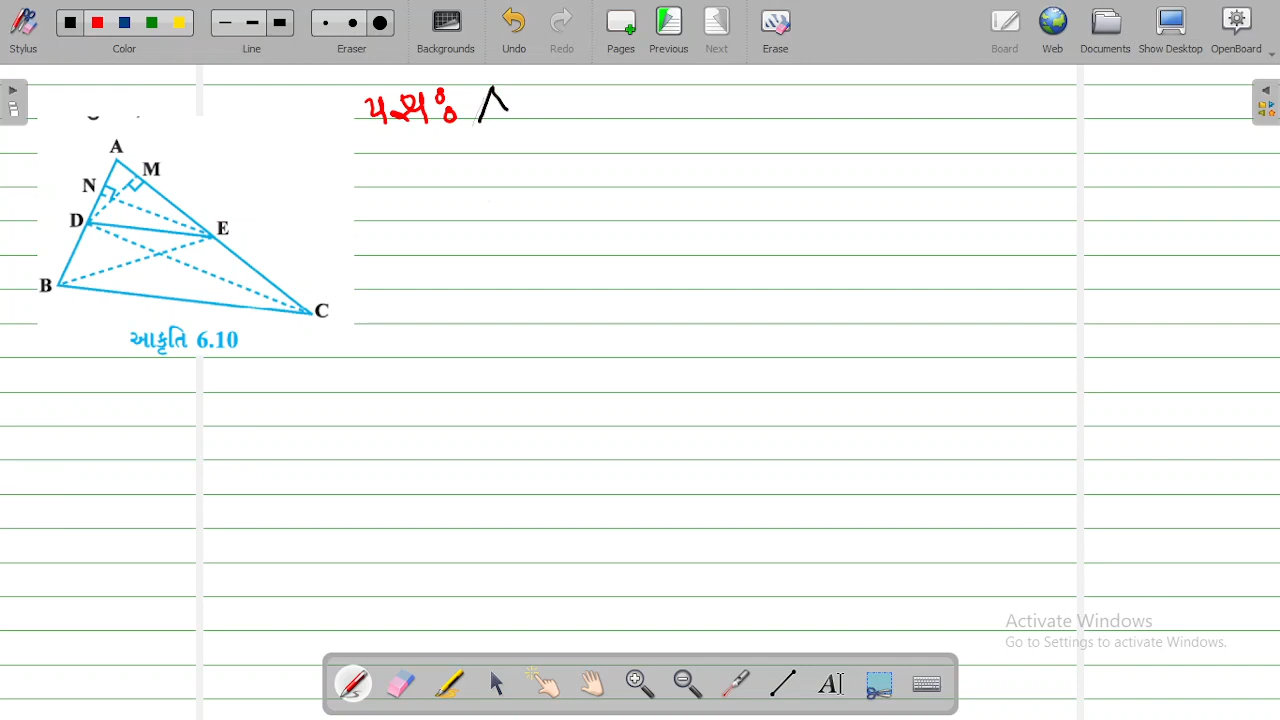 Stylus
Color
Line
Eraser
Backgrounds
Undo
Redo
Pages
Previous
Next
Erase
Board
Web
Documents
Show Desktop
OpenBoard
A
M
N
D
E
B
C
આકૃતિ 6.10
Activate Windows
Go to Settings to activate Windows.